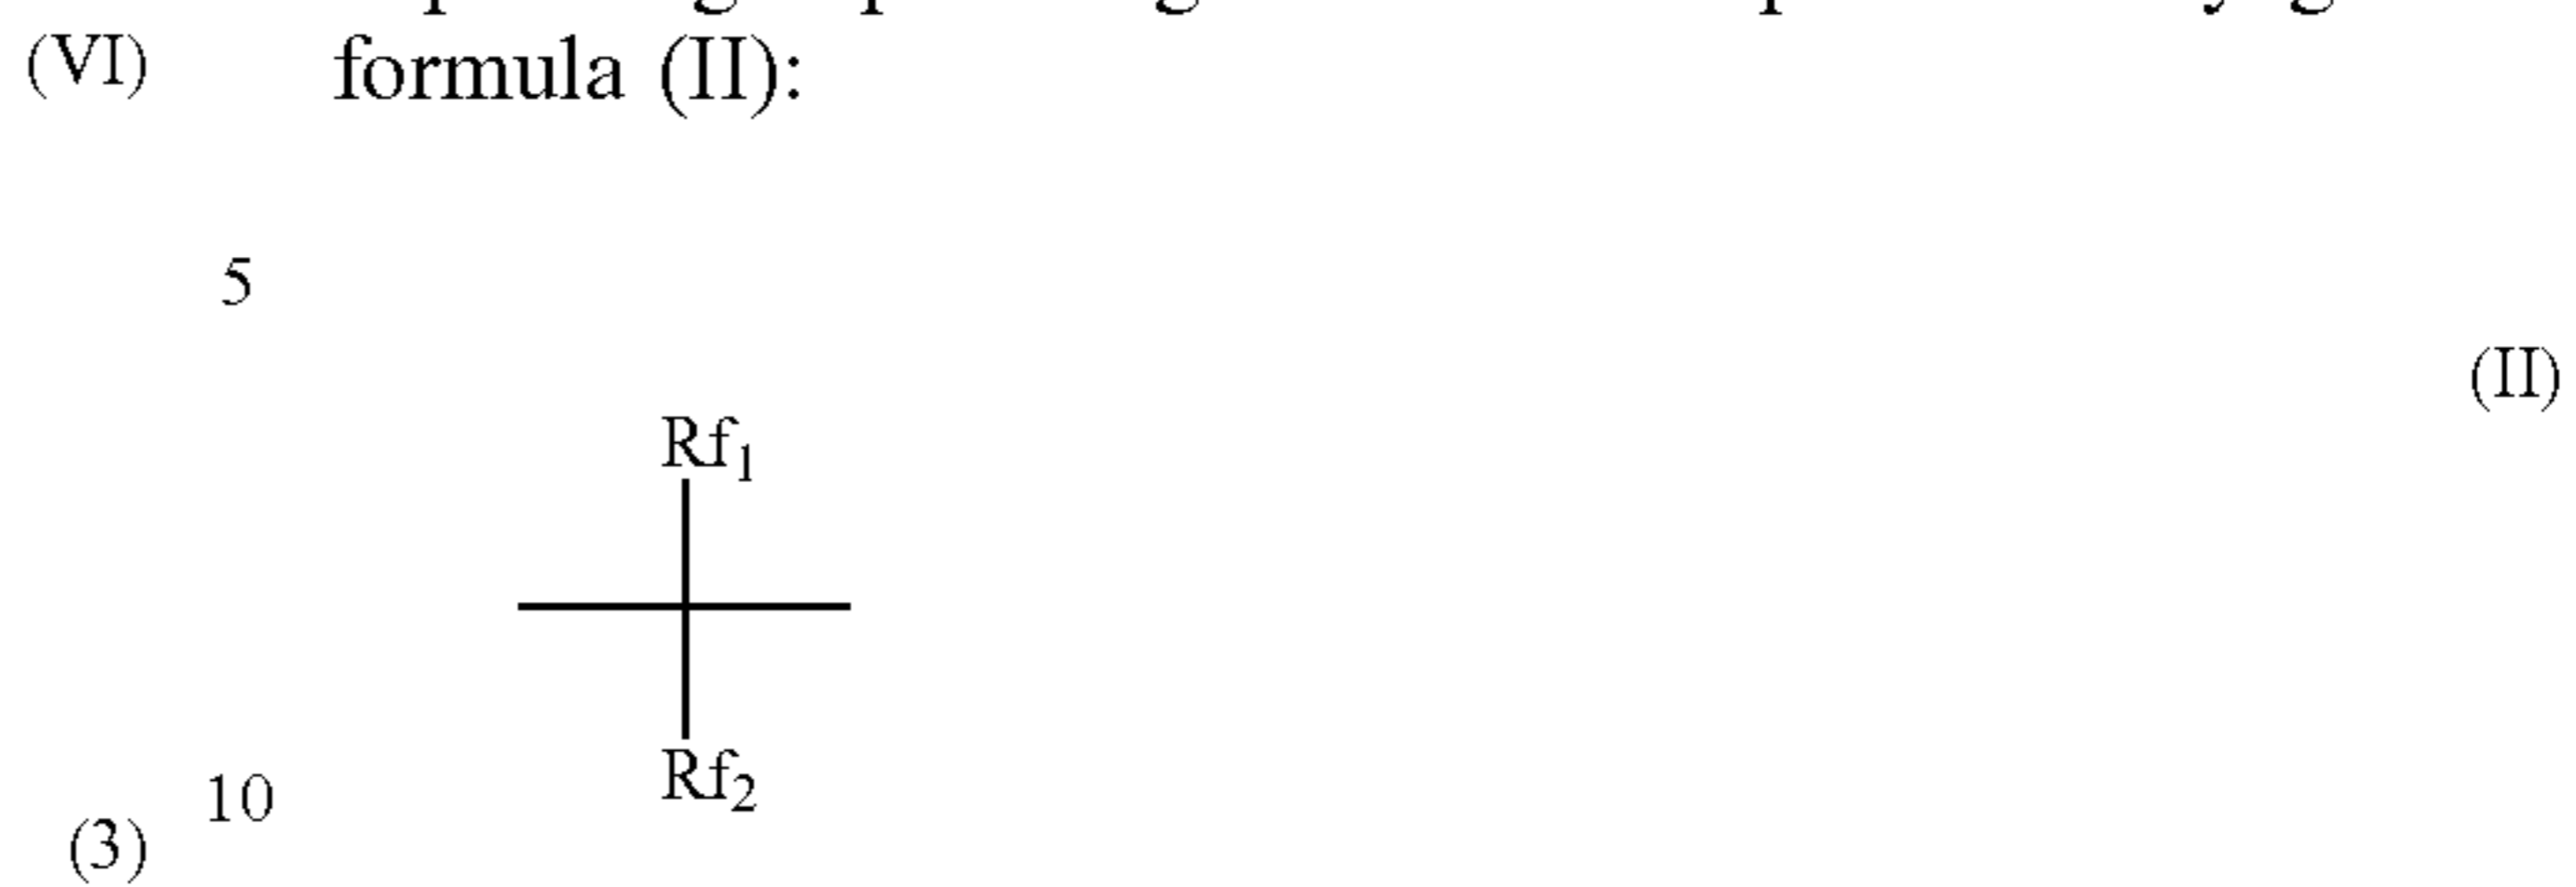 (VI) formula (II):
5
(II)
Rf₁
Rf₂
10
(3)